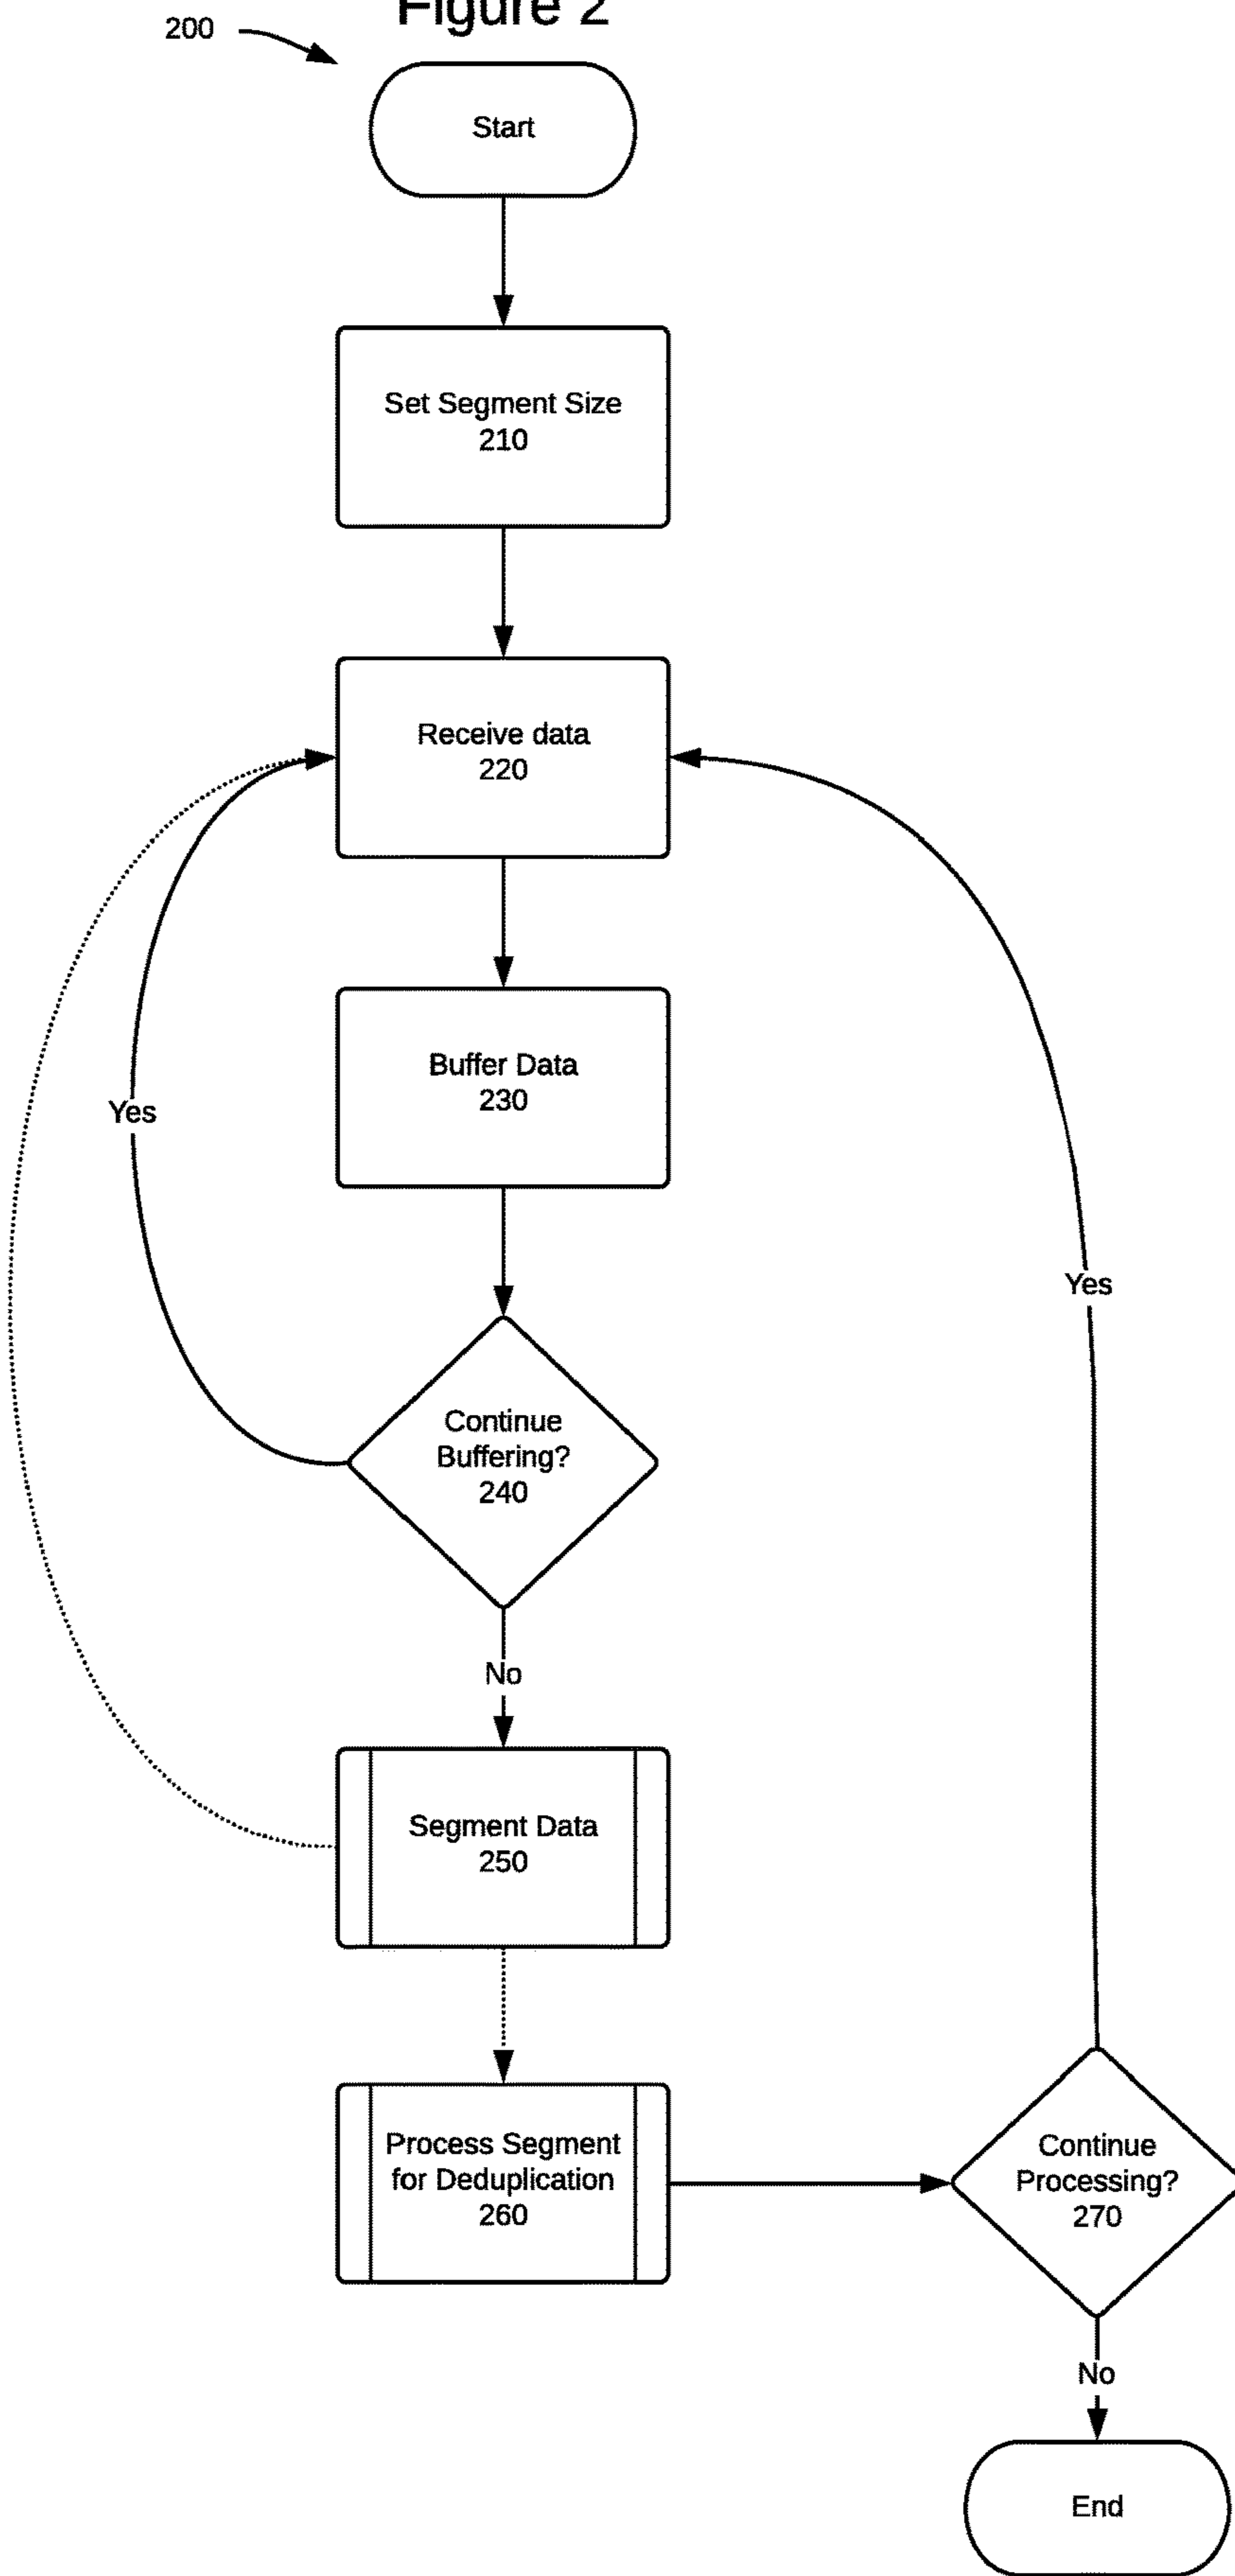 Figure 2
200
Start
Set Segment Size
210
Receive data
220
Buffer Data
230
Yes
Yes
Continue
Buffering?
240
No
Segment Data
250
Process Segment
for Deduplication
260
Continue
Processing?
270
No
End